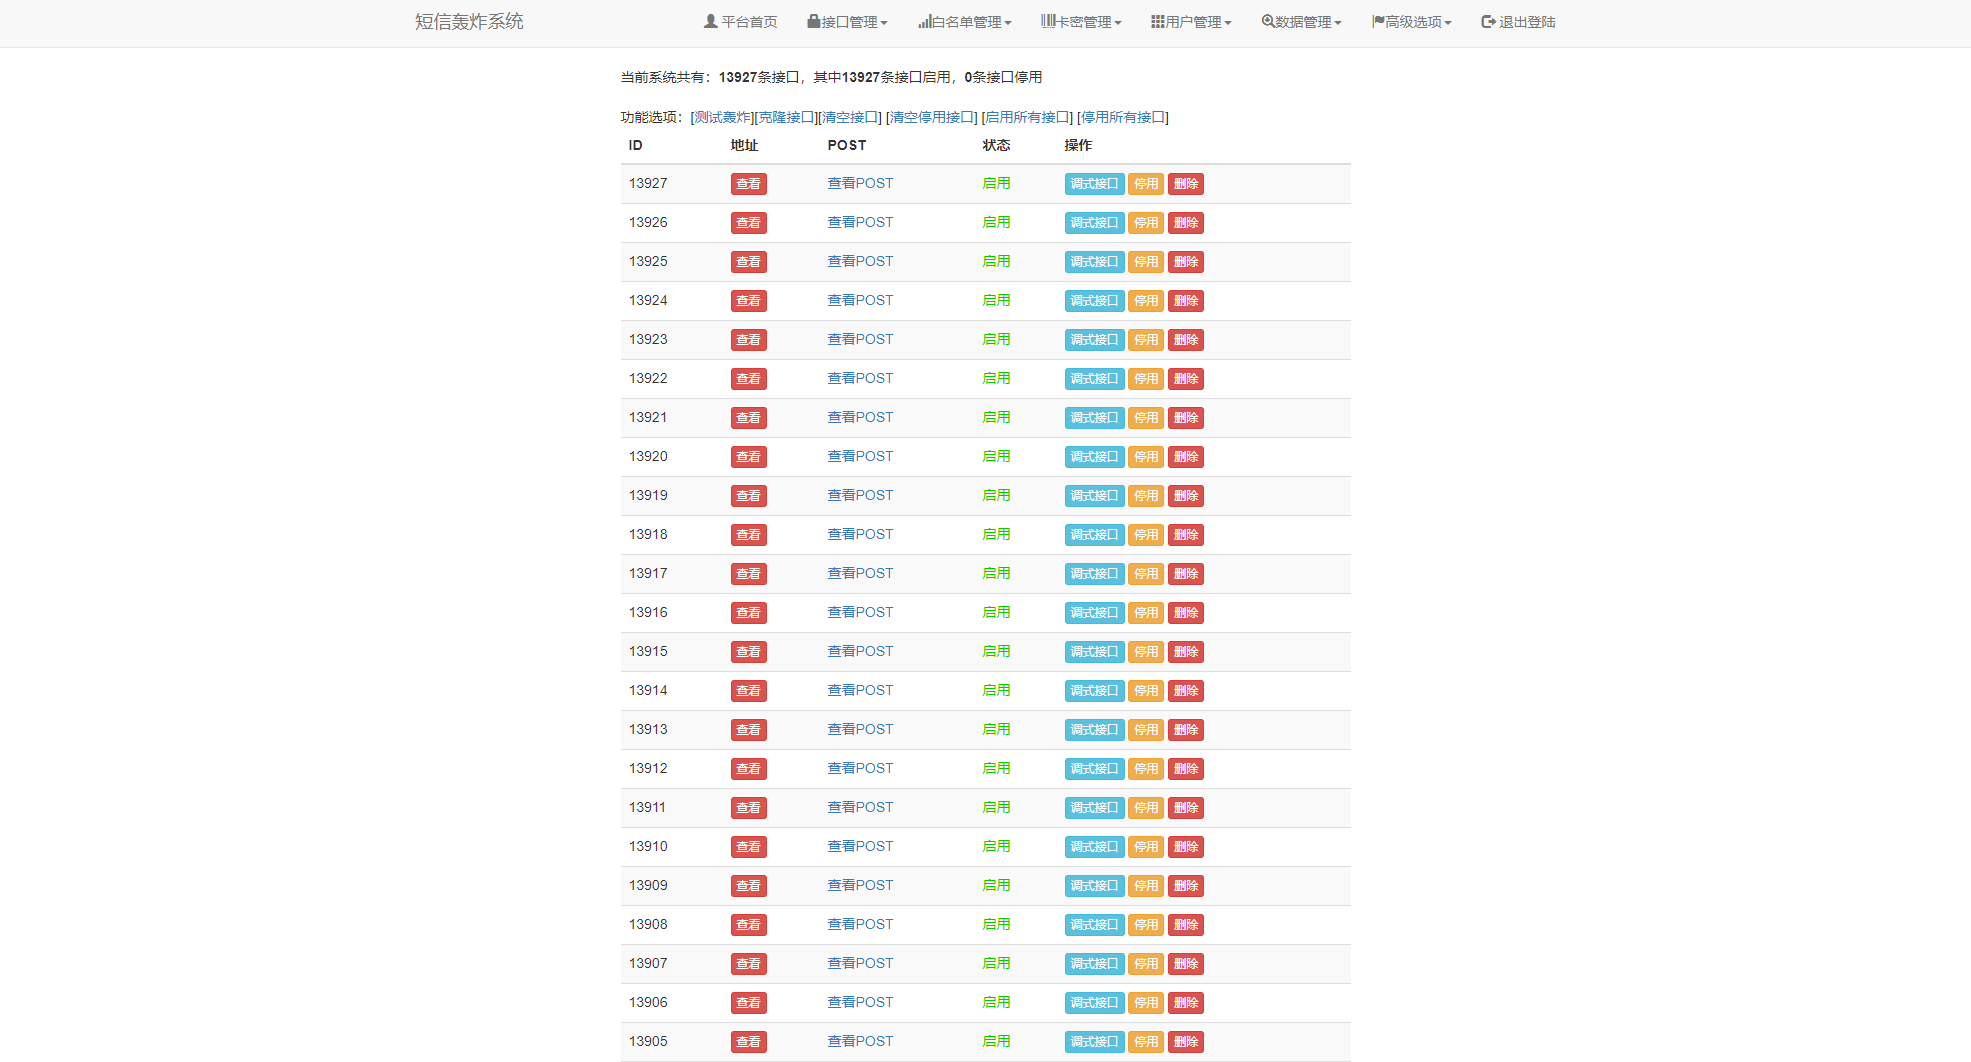 短信轰炸系统 平台首页 接口管理 白名单管理 卡密管理 用户管理 数据管理 高级选项 退出登陆
当前系统共有：13927条接口，其中13927条接口启用，0条接口停用
功能选项：[测试轰炸][克隆接口][清空接口] [清空停用接口] [启用所有接口] [停用所有接口]
ID 地址 POST 状态 操作
13927 查看 查看POST 启用 调式接口 停用 删除
13926 查看 查看POST 启用 调式接口 停用 删除
13925 查看 查看POST 启用 调式接口 停用 删除
13924 查看 查看POST 启用 调式接口 停用 删除
13923 查看 查看POST 启用 调式接口 停用 删除
13922 查看 查看POST 启用 调式接口 停用 删除
13921 查看 查看POST 启用 调式接口 停用 删除
13920 查看 查看POST 启用 调式接口 停用 删除
13919 查看 查看POST 启用 调式接口 停用 删除
13918 查看 查看POST 启用 调式接口 停用 删除
13917 查看 查看POST 启用 调式接口 停用 删除
13916 查看 查看POST 启用 调式接口 停用 删除
13915 查看 查看POST 启用 调式接口 停用 删除
13914 查看 查看POST 启用 调式接口 停用 删除
13913 查看 查看POST 启用 调式接口 停用 删除
13912 查看 查看POST 启用 调式接口 停用 删除
13911 查看 查看POST 启用 调式接口 停用 删除
13910 查看 查看POST 启用 调式接口 停用 删除
13909 查看 查看POST 启用 调式接口 停用 删除
13908 查看 查看POST 启用 调式接口 停用 删除
13907 查看 查看POST 启用 调式接口 停用 删除
13906 查看 查看POST 启用 调式接口 停用 删除
13905 查看 查看POST 启用 调式接口 停用 删除